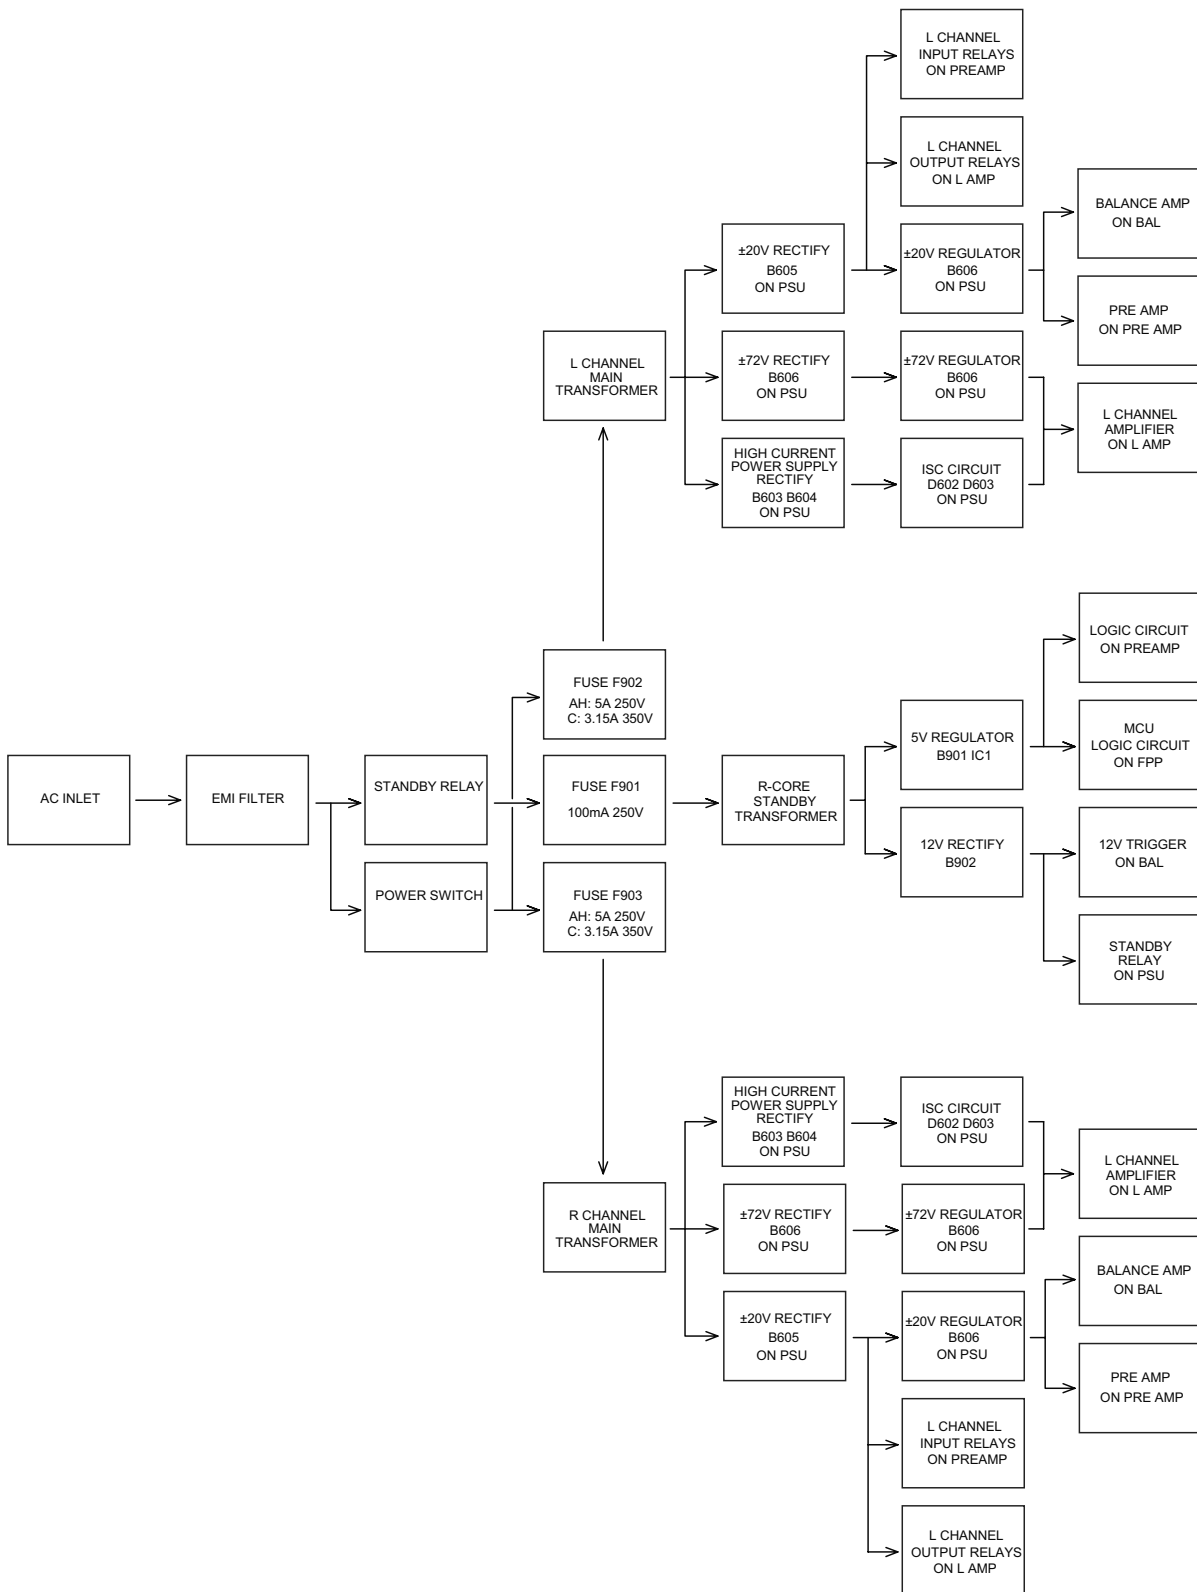 L CHANNEL
INPUT RELAYS
ON PREAMP
L CHANNEL
OUTPUT RELAYS
ON L AMP
BALANCE AMP
ON BAL
±20V RECTIFY
B605
ON PSU
±20V REGULATOR
B606
ON PSU
PRE AMP
ON PRE AMP
L CHANNEL
MAIN
TRANSFORMER
±72V RECTIFY
B606
ON PSU
±72V REGULATOR
B606
ON PSU
L CHANNEL
AMPLIFIER
ON L AMP
HIGH CURRENT
POWER SUPPLY
RECTIFY
B603 B604
ON PSU
ISC CIRCUIT
D602 D603
ON PSU
LOGIC CIRCUIT
ON PREAMP
FUSE F902
AH: 5A 250V
C: 3.15A 350V
5V REGULATOR
B901 IC1
MCU
LOGIC CIRCUIT
ON FPP
AC INLET
EMI FILTER
STANDBY RELAY
FUSE F901
100mA 250V
R-CORE
STANDBY
TRANSFORMER
12V RECTIFY
B902
12V TRIGGER
ON BAL
POWER SWITCH
FUSE F903
AH: 5A 250V
C: 3.15A 350V
STANDBY
RELAY
ON PSU
HIGH CURRENT
POWER SUPPLY
RECTIFY
B603 B604
ON PSU
ISC CIRCUIT
D602 D603
ON PSU
L CHANNEL
AMPLIFIER
ON L AMP
R CHANNEL
MAIN
TRANSFORMER
±72V RECTIFY
B606
ON PSU
±72V REGULATOR
B606
ON PSU
BALANCE AMP
ON BAL
±20V RECTIFY
B605
ON PSU
±20V REGULATOR
B606
ON PSU
PRE AMP
ON PRE AMP
L CHANNEL
INPUT RELAYS
ON PREAMP
L CHANNEL
OUTPUT RELAYS
ON L AMP